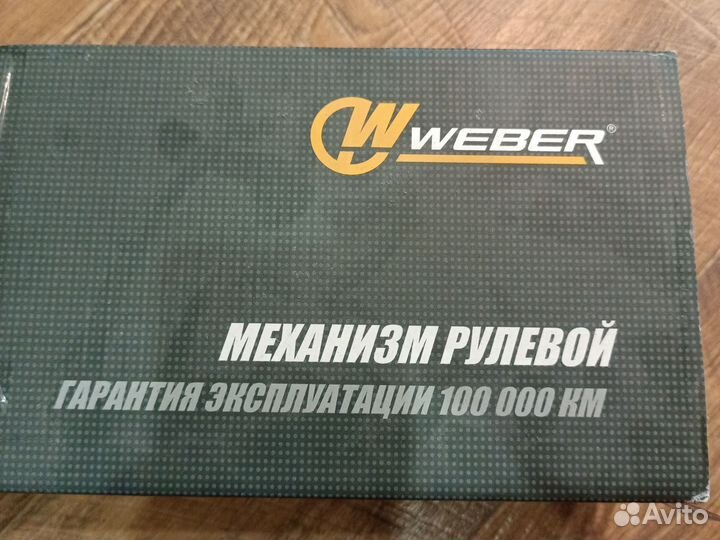 WEBER®
МЕХАНИЗМ РУЛЕВОЙ
ГАРАНТИЯ ЭКСПЛУАТАЦИИ 100 000 КМ
Avito